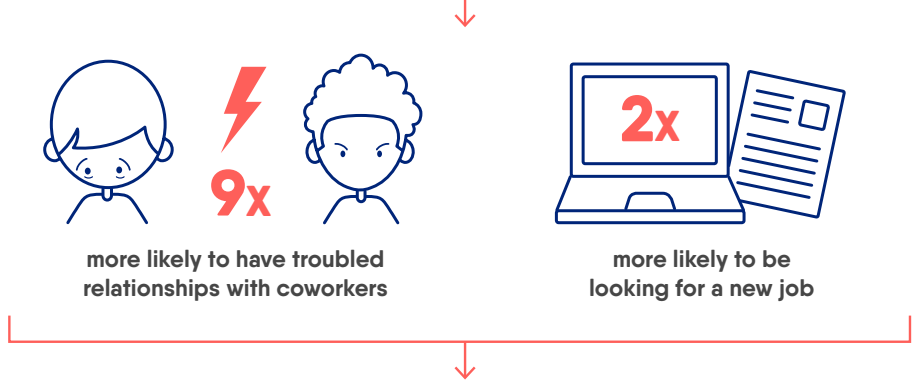 9x
more likely to have troubled
relationships with coworkers
2x
more likely to be
looking for a new job